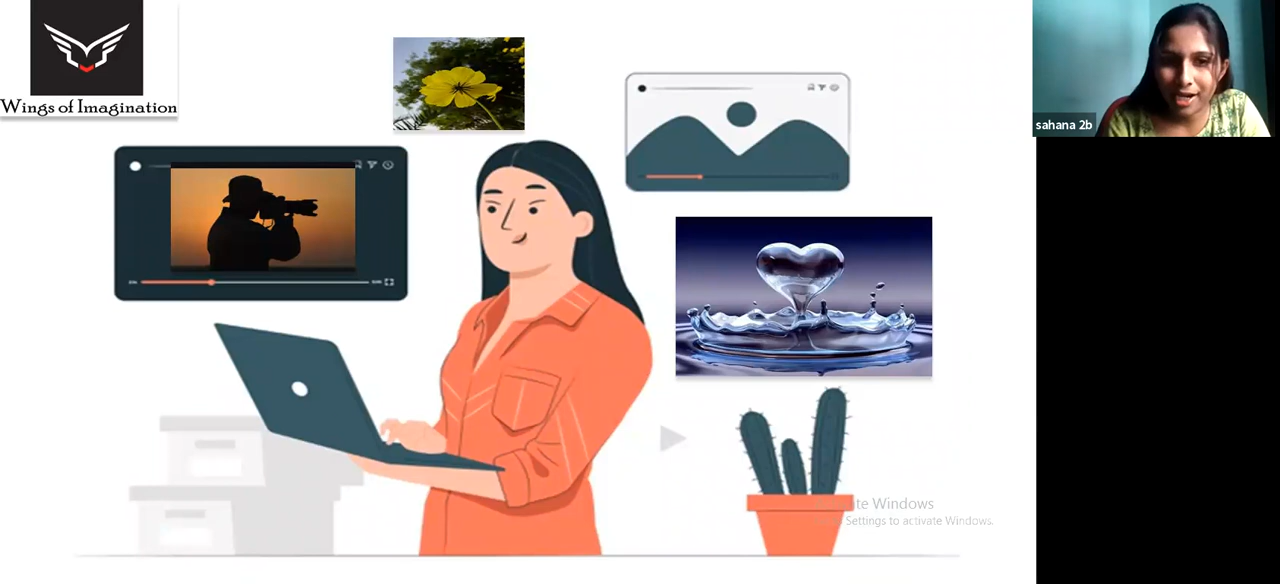 Wings of Imagination
sahana 2b
te Windows
Settings to activate Windows.